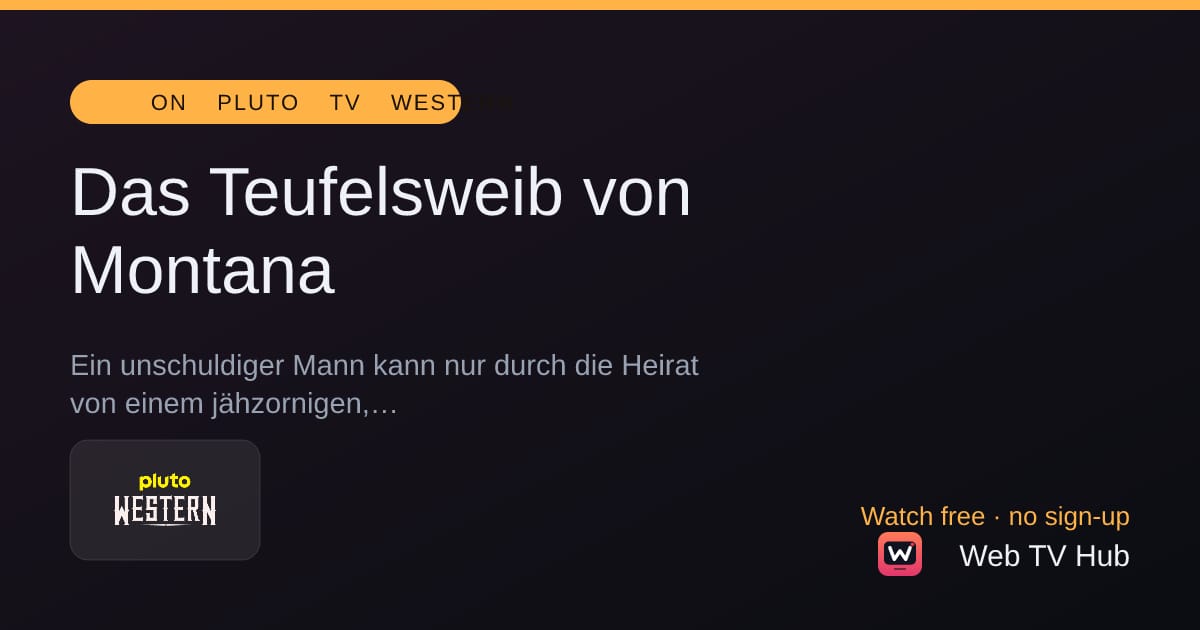 ON PLUTO TV WESTERN
Das Teufelsweib von
Montana
Ein unschuldiger Mann kann nur durch die Heirat
von einem jähzornigen,…
pluto
WESTERN
Watch free · no sign-up
W
Web TV Hub